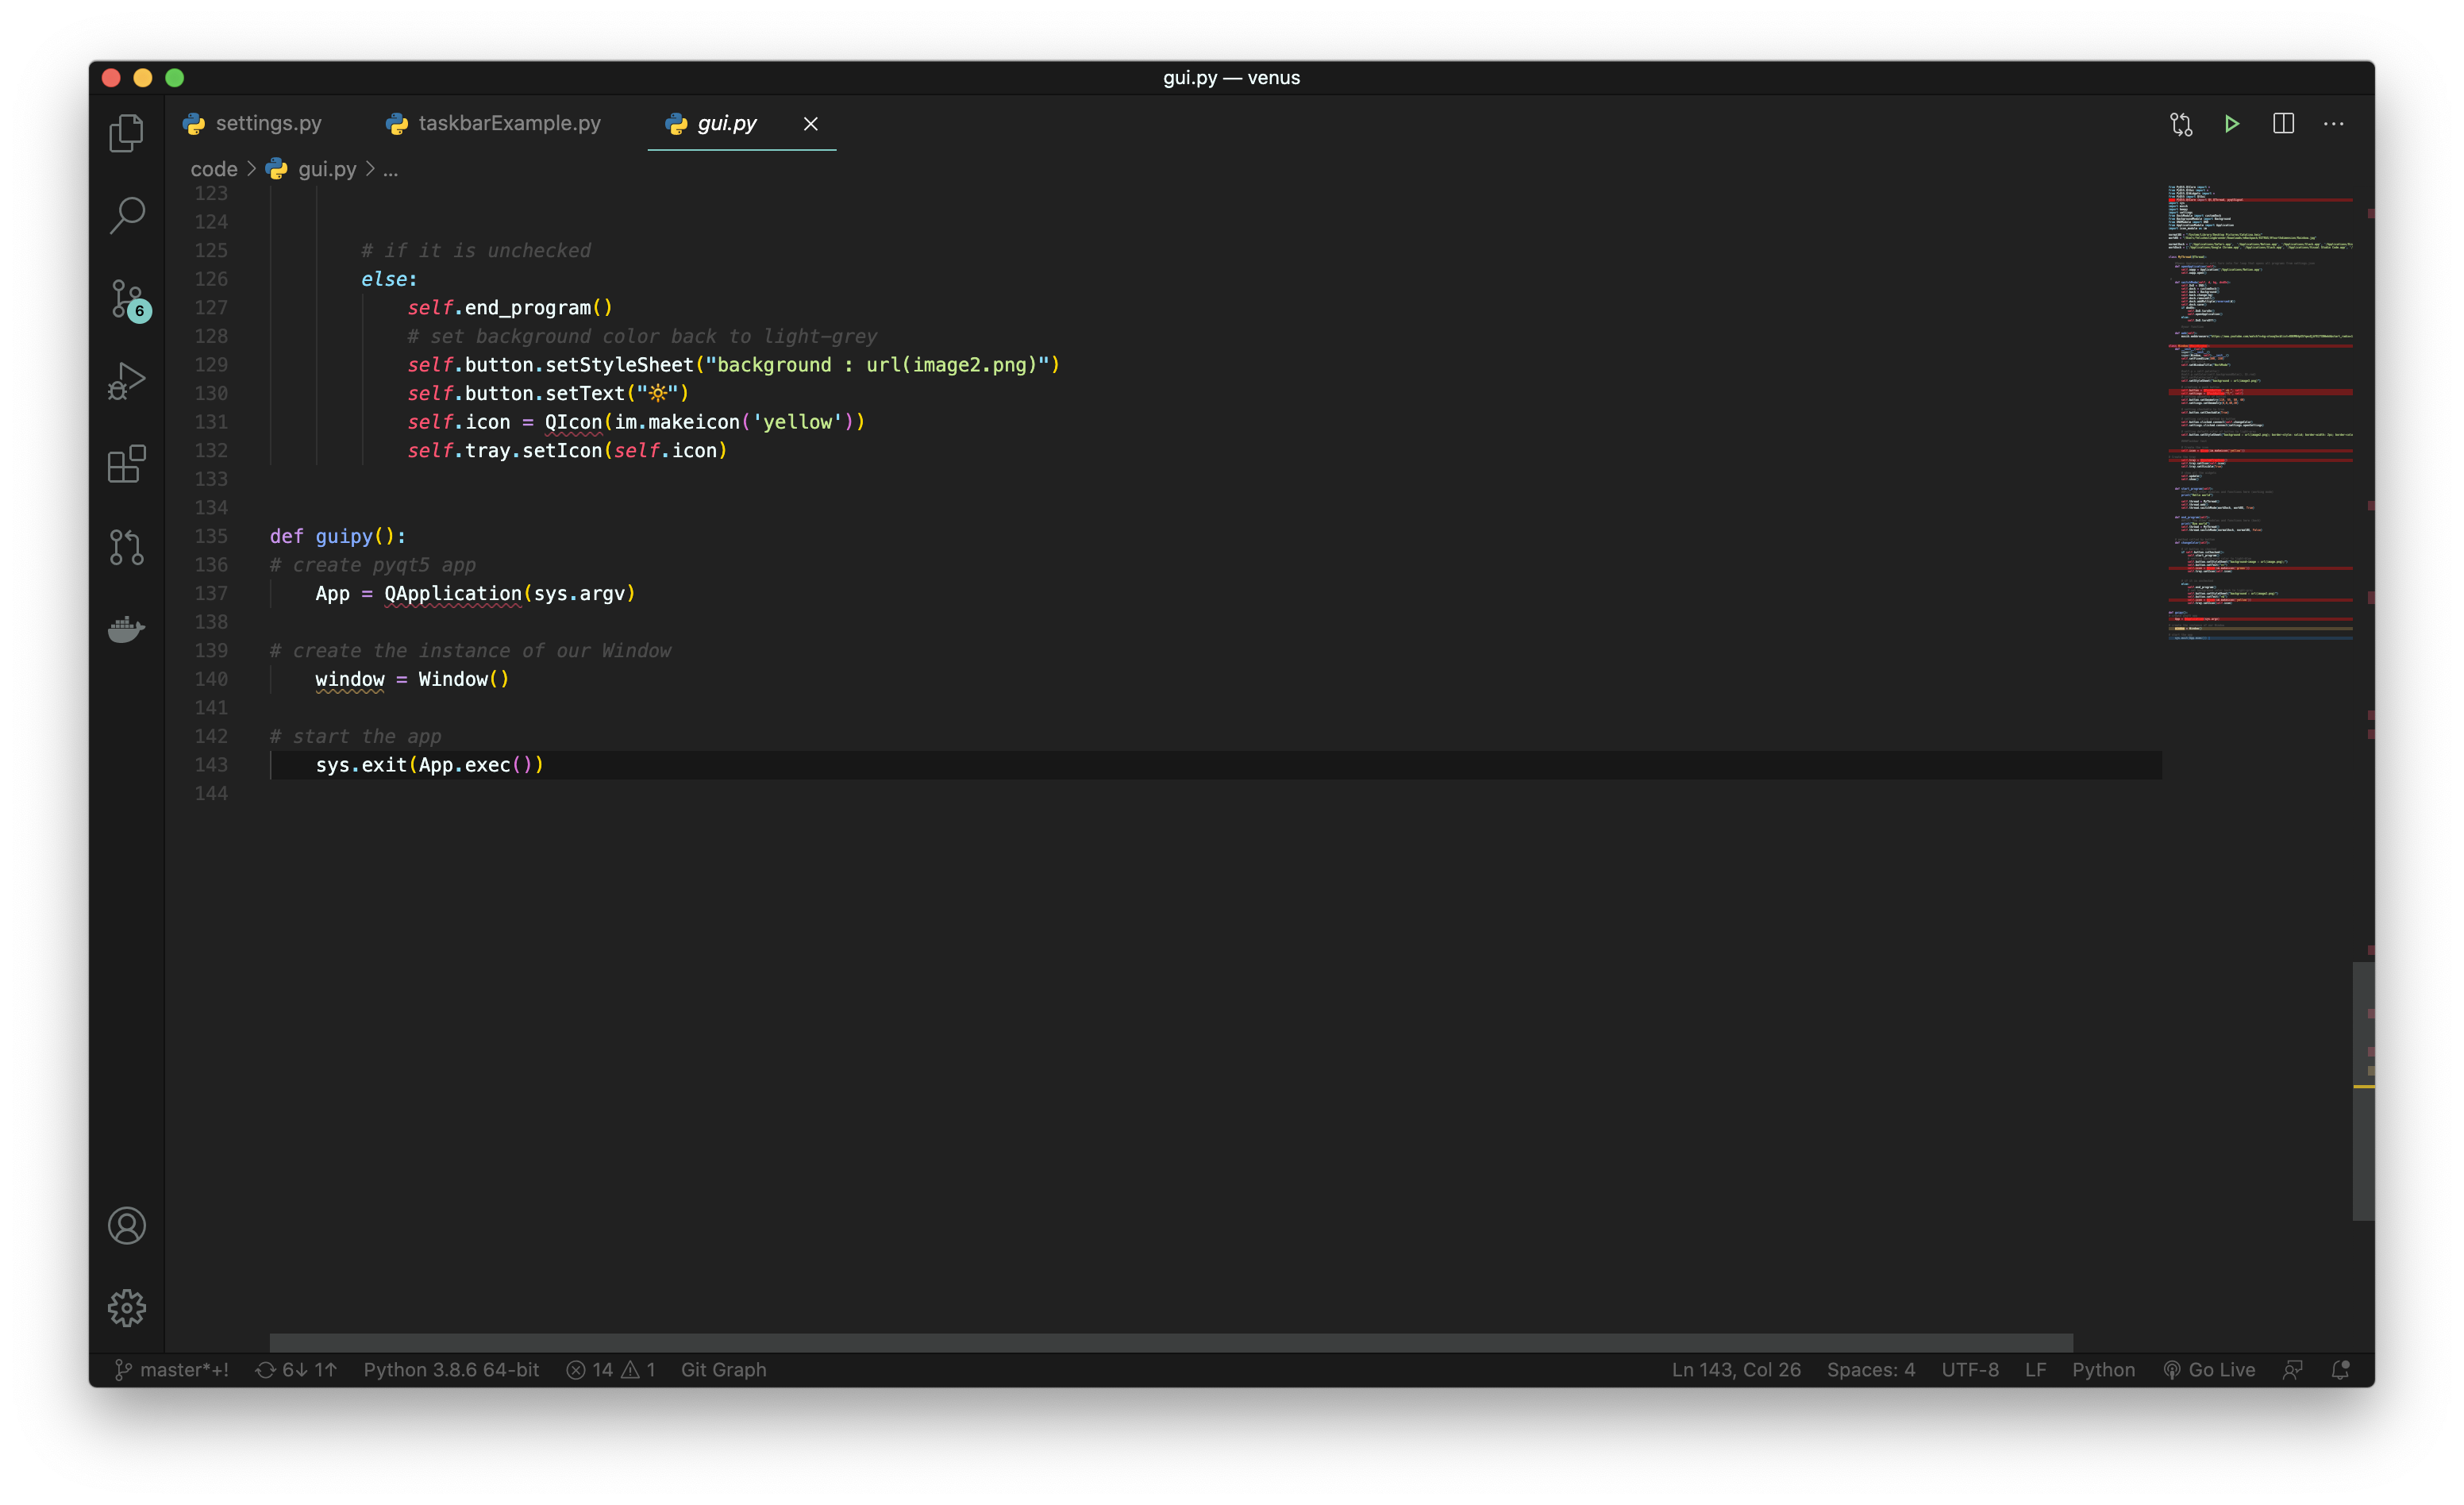 gui.py — venus
settings.py
taskbarExample.py
gui.py
code > gui.py > ...
123
124
125 # if it is unchecked
126 else:
127 self.end_program()
128 # set background color back to light-grey
129 self.button.setStyleSheet("background : url(image2.png)")
130 self.button.setText("🔅")
131 self.icon = QIcon(im.makeicon('yellow'))
132 self.tray.setIcon(self.icon)
133
134
135 def guipy():
136 # create pyqt5 app
137 App = QApplication(sys.argv)
138
139 # create the instance of our Window
140 window = Window()
141
142 # start the app
143 sys.exit(App.exec())
144
6
master*+! 6↓ 1↑ Python 3.8.6 64-bit 14 1 Git Graph Ln 143, Col 26 Spaces: 4 UTF-8 LF Python Go Live